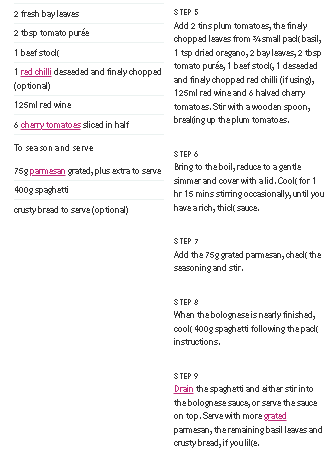 2 fresh bay leaves
2 tbsp tomato purée
1 beef stock
1 red chilli deseeded and finely chopped
(optional)
125ml red wine
6 cherry tomatoes sliced in half
To season and serve
75g parmesan grated, plus extra to serve
400g spaghetti
crusty bread to serve (optional)
STEP 5
Add 2 tins plum tomatoes, the finely
chopped leaves from ¾ small pack basil,
1 tsp dried oregano, 2 bay leaves, 2 tbsp
tomato purée, 1 beef stock, 1 deseeded
and finely chopped red chilli (if using),
125ml red wine and 6 halved cherry
tomatoes. Stir with a wooden spoon,
breaking up the plum tomatoes.
STEP 6
Bring to the boil, reduce to a gentle
simmer and cover with a lid. Cook for 1
hr 15 mins stirring occasionally, until you
have a rich, thick sauce.
STEP 7
Add the 75g grated parmesan, check the
seasoning and stir.
STEP 8
When the bolognese is nearly finished,
cook 400g spaghetti following the pack
instructions.
STEP 9
Drain the spaghetti and either stir into
the bolognese sauce, or serve the sauce
on top. Serve with more grated
parmesan, the remaining basil leaves and
crusty bread, if you like.